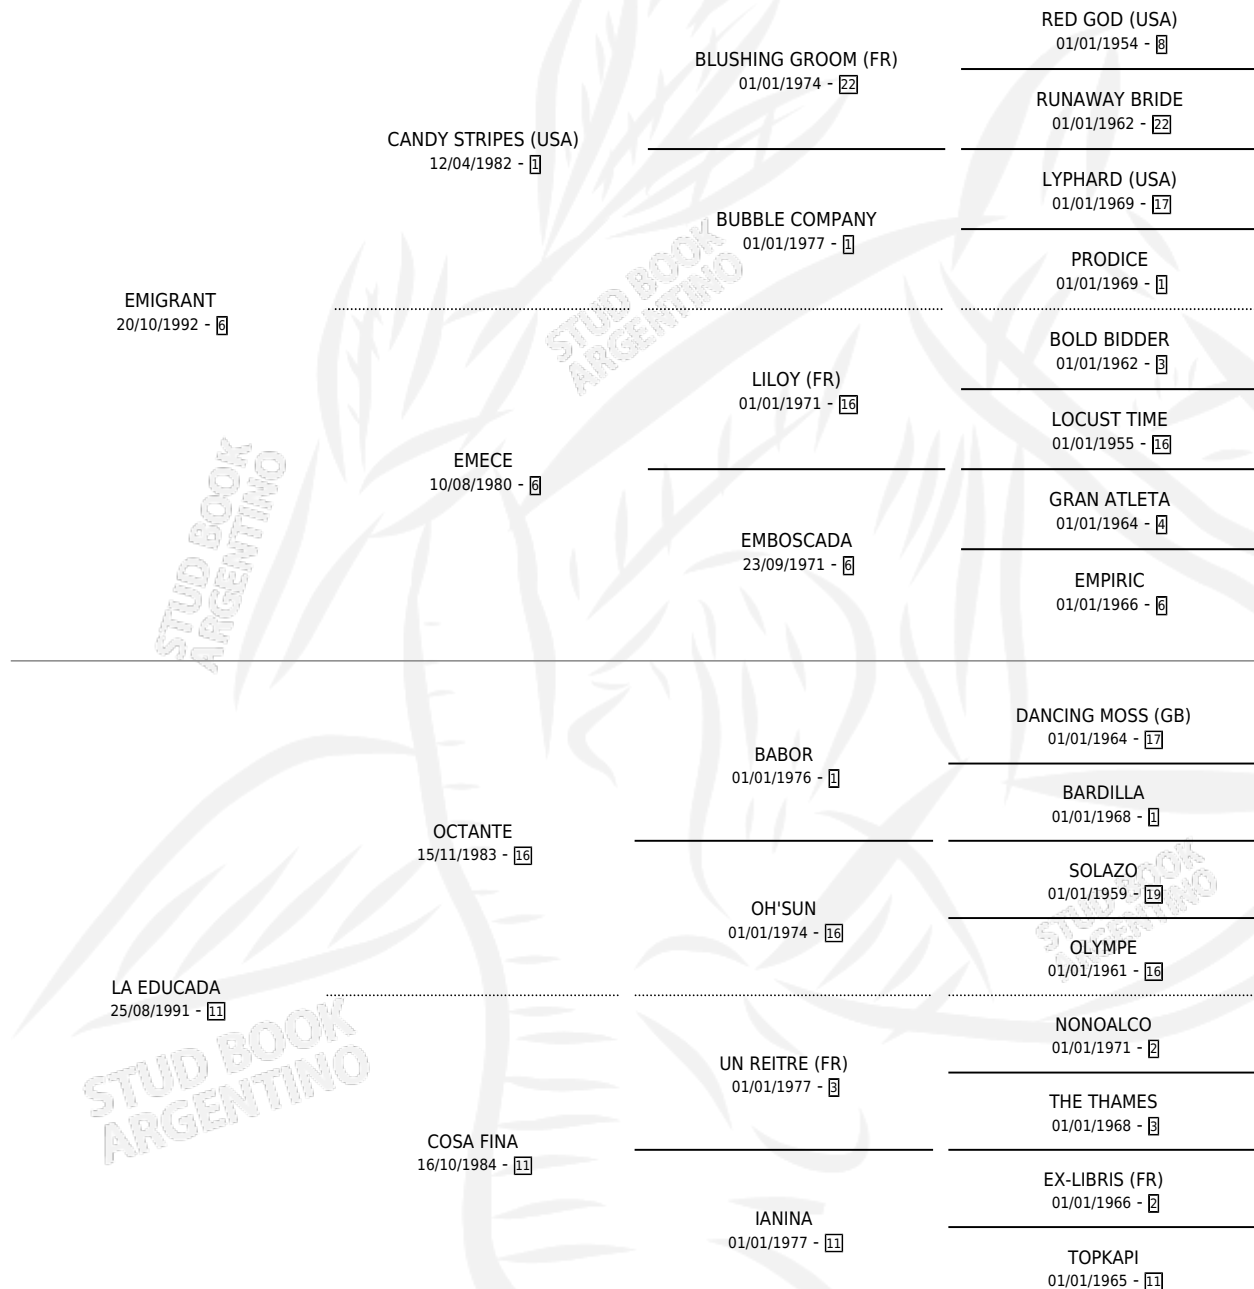 RED GOD (USA)
01/01/1954 - 8
BLUSHING GROOM (FR)
01/01/1974 - 22
RUNAWAY BRIDE
01/01/1962 - 22
CANDY STRIPES (USA)
12/04/1982 - 1
LYPHARD (USA)
01/01/1969 - 17
BUBBLE COMPANY
01/01/1977 - 1
PRODICE
01/01/1969 - 1
EMIGRANT
20/10/1992 - 6
STUD BOOK
ARGENTINO
BOLD BIDDER
01/01/1962 - 3
LILOY (FR)
01/01/1971 - 16
LOCUST TIME
01/01/1955 - 16
EMECE
10/08/1980 - 6
GRAN ATLETA
01/01/1964 - 4
EMBOSCADA
23/09/1971 - 6
EMPIRIC
01/01/1966 - 6
STUD BOOK
ARGENTINO
DANCING MOSS (GB)
01/01/1964 - 17
BABOR
01/01/1976 - 1
BARDILLA
01/01/1968 - 1
OCTANTE
15/11/1983 - 16
SOLAZO
01/01/1959 - 19
OH'SUN
01/01/1974 - 16
STUD BOOK
ARGENTINO
OLYMPE
01/01/1961 - 16
LA EDUCADA
25/08/1991 - 11
STUD BOOK
ARGENTINO
NONOALCO
01/01/1971 - 2
UN REITRE (FR)
01/01/1977 - 3
THE THAMES
01/01/1968 - 3
COSA FINA
16/10/1984 - 11
EX-LIBRIS (FR)
01/01/1966 - 2
IANINA
01/01/1977 - 11
TOPKAPI
01/01/1965 - 11